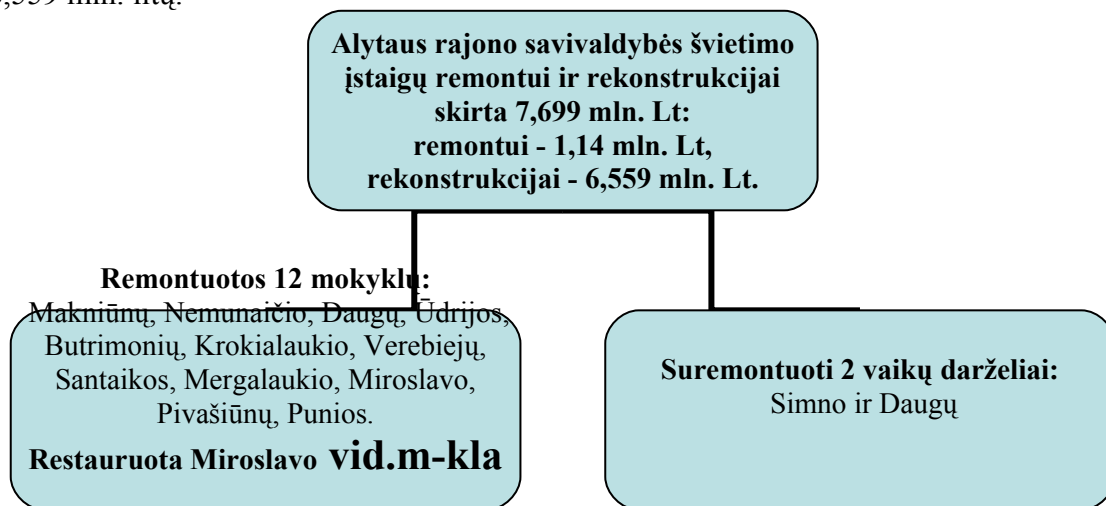 mln. litų.
Alytaus rajono savivaldybės švietimo
įstaigų remontui ir rekonstrukcijai
skirta 7,699 mln. Lt:
remontui - 1,14 mln. Lt,
rekonstrukcijai - 6,559 mln. Lt.
Remontuotos 12 mokyklų:
Makniūnų, Nemunaičio, Daugų, Ūdrijos,
Butrimonių, Krokialaukio, Verebiejų,
Santaikos, Mergalaukio, Miroslavo,
Pivašiūnų, Punios.
Restauruota Miroslavo vid.m-kla
Suremontuoti 2 vaikų darželiai:
Simno ir Daugų